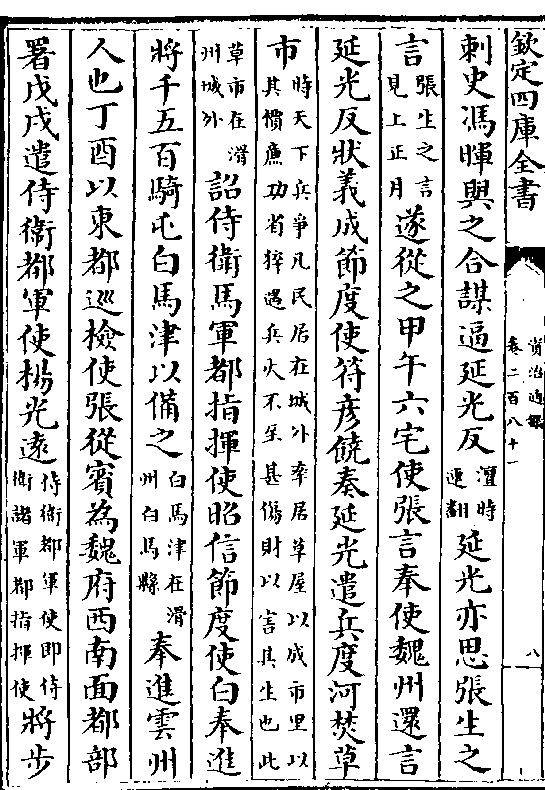 欽定四庫全書
資治通鑑
卷二百八十一
八
刺史馮暉與之合謀逼延光反澶時連翻延光亦思張生之
言張生之言見上正月遂從之甲午六宅使張言奉使魏州還言
延光反狀義成節度使符彦饒奏延光遣兵度河焚草
市時天下兵爭凡民居在城外率居草屋以成市里以其價廉功省猝遇兵火不至甚傷財以害其生也此
草市在滑州城外詔侍衛馬軍都指揮使昭信節度使白奉進
將千五百騎屯白馬津以備之白馬津在滑州白馬縣奉進雲州
人也丁酉以東都巡檢使張從賓為魏府西南面都部
署戊戌遣侍衛都軍使楊光遠侍衛都軍使即侍衛諸軍都指揮使將步